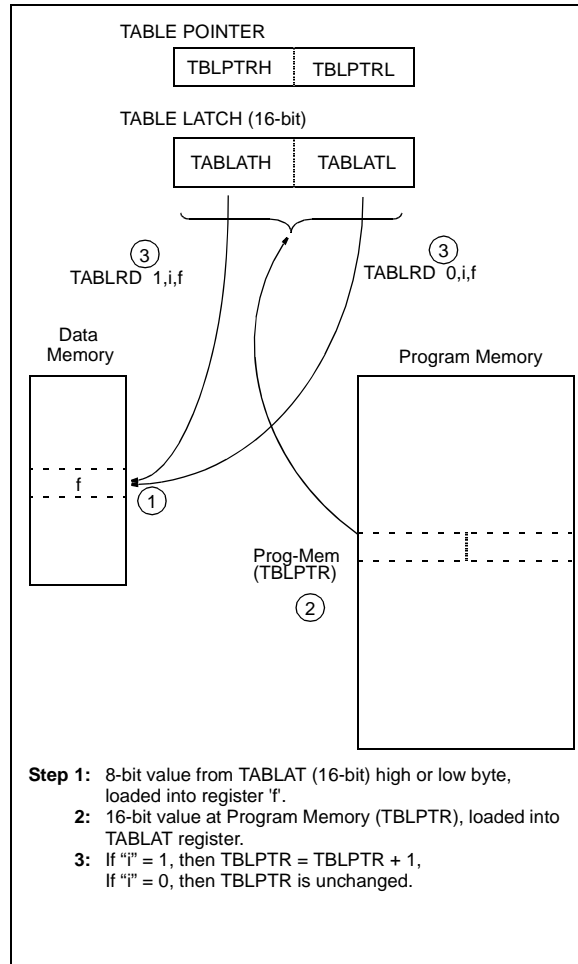 TABLE POINTER
TBLPTRH TBLPTRL
TABLE LATCH (16-bit)
TABLATH TABLATL
3 3
TABLRD 1,i,f TABLRD 0,i,f
Data
Memory
Program Memory
f
1
Prog-Mem
(TBLPTR)
2
Step 1: 8-bit value from TABLAT (16-bit) high or low byte,
loaded into register 'f'.
2: 16-bit value at Program Memory (TBLPTR), loaded into
TABLAT register.
3: If “i” = 1, then TBLPTR = TBLPTR + 1,
If “i” = 0, then TBLPTR is unchanged.